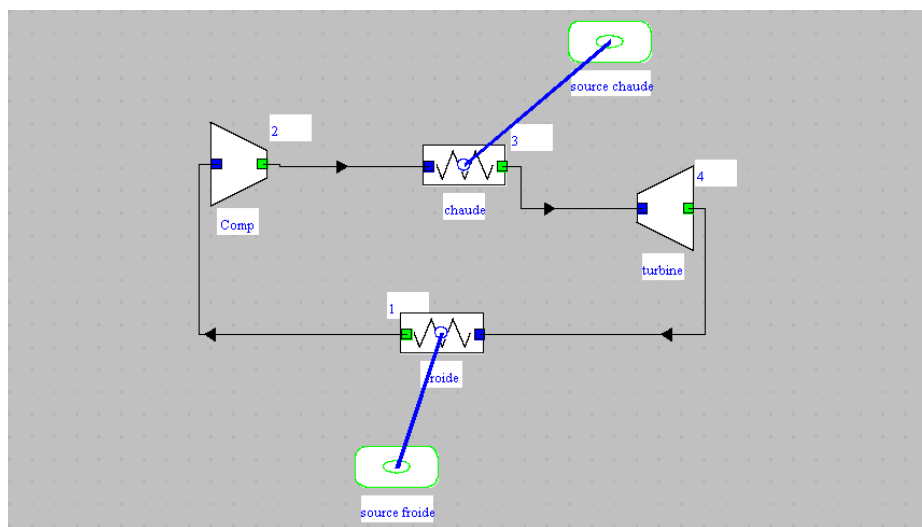 source chaude
2
3
4
chaude
Comp
turbine
1
froide
source froide